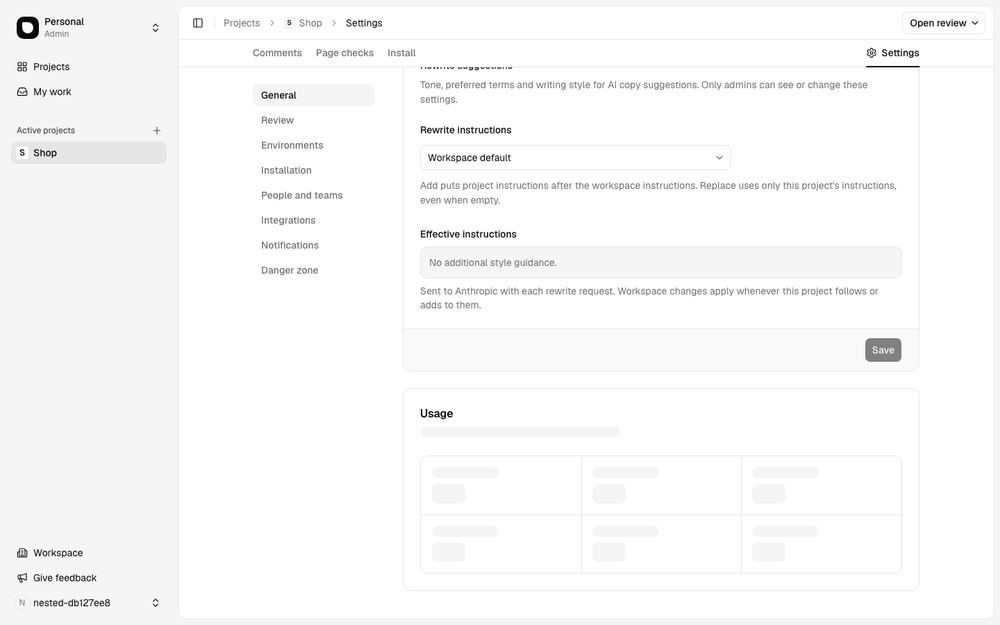 Personal
Admin
Projects
My work
Active projects
S Shop
Workspace
Give feedback
N nested-db127ee8
Projects > S Shop > Settings
Open review
Comments Page checks Install
Settings
General
Review
Environments
Installation
People and teams
Integrations
Notifications
Danger zone
Rewrite suggestions
Tone, preferred terms and writing style for AI copy suggestions. Only admins can see or change these
settings.
Rewrite instructions
Workspace default
Add puts project instructions after the workspace instructions. Replace uses only this project's instructions,
even when empty.
Effective instructions
No additional style guidance.
Sent to Anthropic with each rewrite request. Workspace changes apply whenever this project follows or
adds to them.
Save
Usage